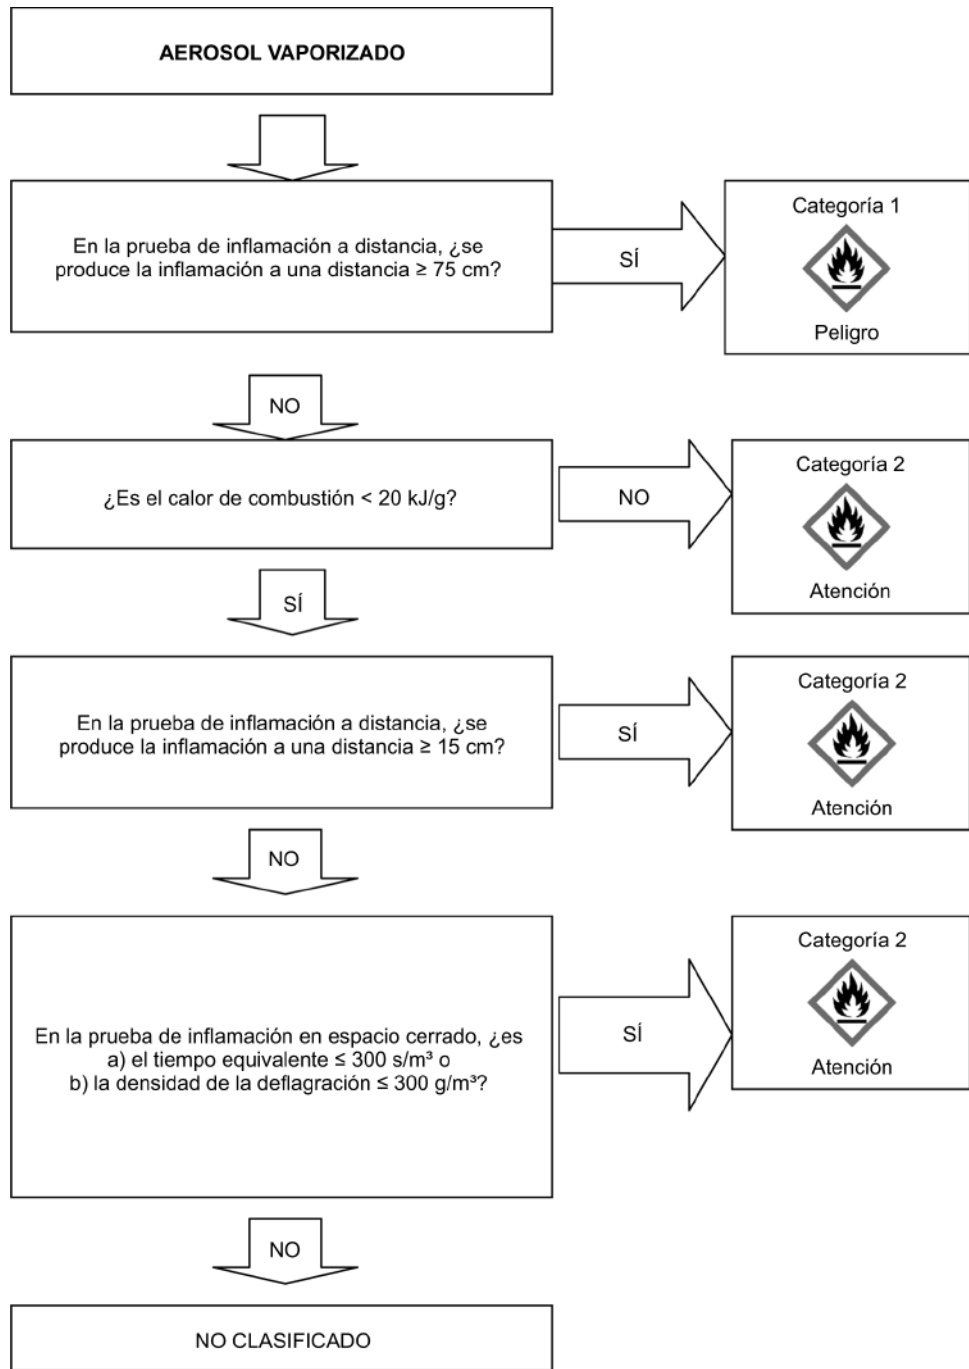 AEROSOL VAPORIZADO
En la prueba de inflamación a distancia, ¿se
produce la inflamación a una distancia ≥ 75 cm?
SÍ
Categoría 1
Peligro
NO
¿Es el calor de combustión < 20 kJ/g?
NO
Categoría 2
Atención
SÍ
En la prueba de inflamación a distancia, ¿se
produce la inflamación a una distancia ≥ 15 cm?
SÍ
Categoría 2
Atención
NO
En la prueba de inflamación en espacio cerrado, ¿es
a) el tiempo equivalente ≤ 300 s/m³ o
b) la densidad de la deflagración ≤ 300 g/m³?
SÍ
Categoría 2
Atención
NO
NO CLASIFICADO